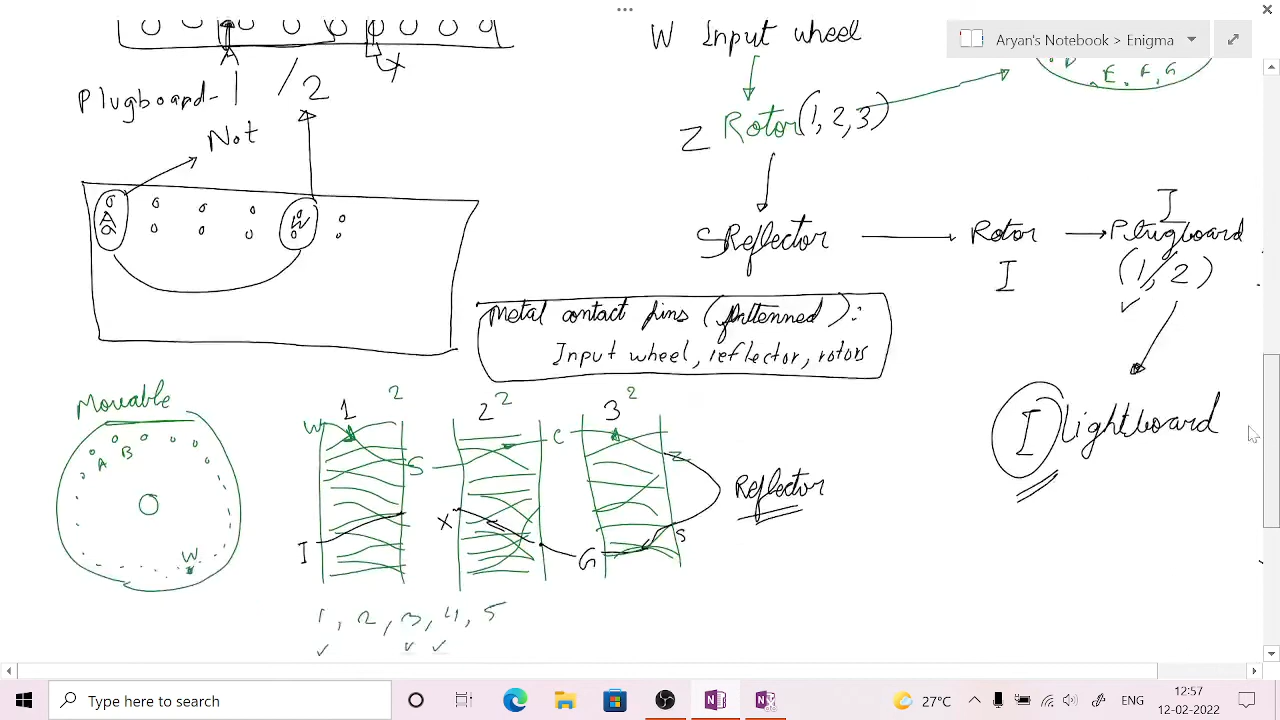 Aryan's Notebook > Enigma
W Input wheel
E, F, G
A
Plugboard-1 / 2
Not
Z Rotor (1, 2, 3)
A
W
S Reflector
Rotor
I
I
Plugboard
(1, 2)
Metal contact pins (patterned):
Input wheel, reflector, rotors
I Lightboard
Movable
A B
W
1 2
2 2
3 2
W
S
C
Z
I
X
G
S
Reflector
1, 2, 3, 4, 5
Type here to search
27°C
ENG
12:57
12-02-2022